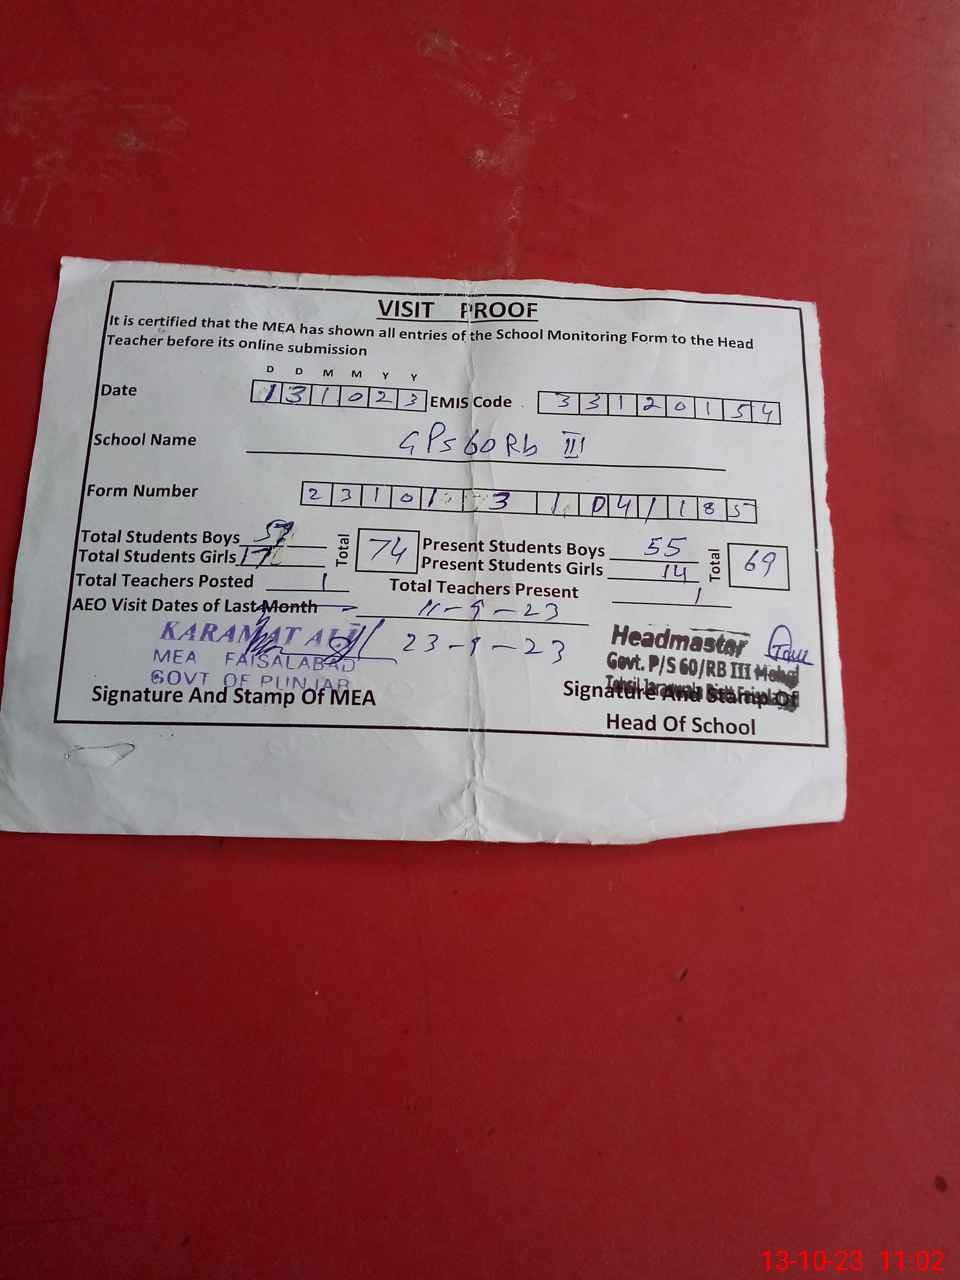 VISIT PROOF
It is certified that the MEA has shown all entries of the School Monitoring Form to the Head
Teacher before its online submission
D D M M Y Y
Date 1 3 1 0 2 3 EMIS Code 3 3 1 2 0 1 5 4
School Name GPS 60 Rb III
Form Number 2 3 1 0 1 3 1 D 4 1 1 8 5
Total Students Boys 57 Total 74 Present Students Boys 55 Total 69
Total Students Girls 17 Present Students Girls 14
Total Teachers Posted 1 Total Teachers Present 1
AEO Visit Dates of Last Month 11-9-23
23-9-23
KARAMAT ALI
MEA FAISALABAD
GOVT OF PUNJAB
Signature And Stamp Of MEA
Headmaster
Govt. P/S 60/RB III
Signature And Stamp Of
Head Of School
13-10-23 11:02